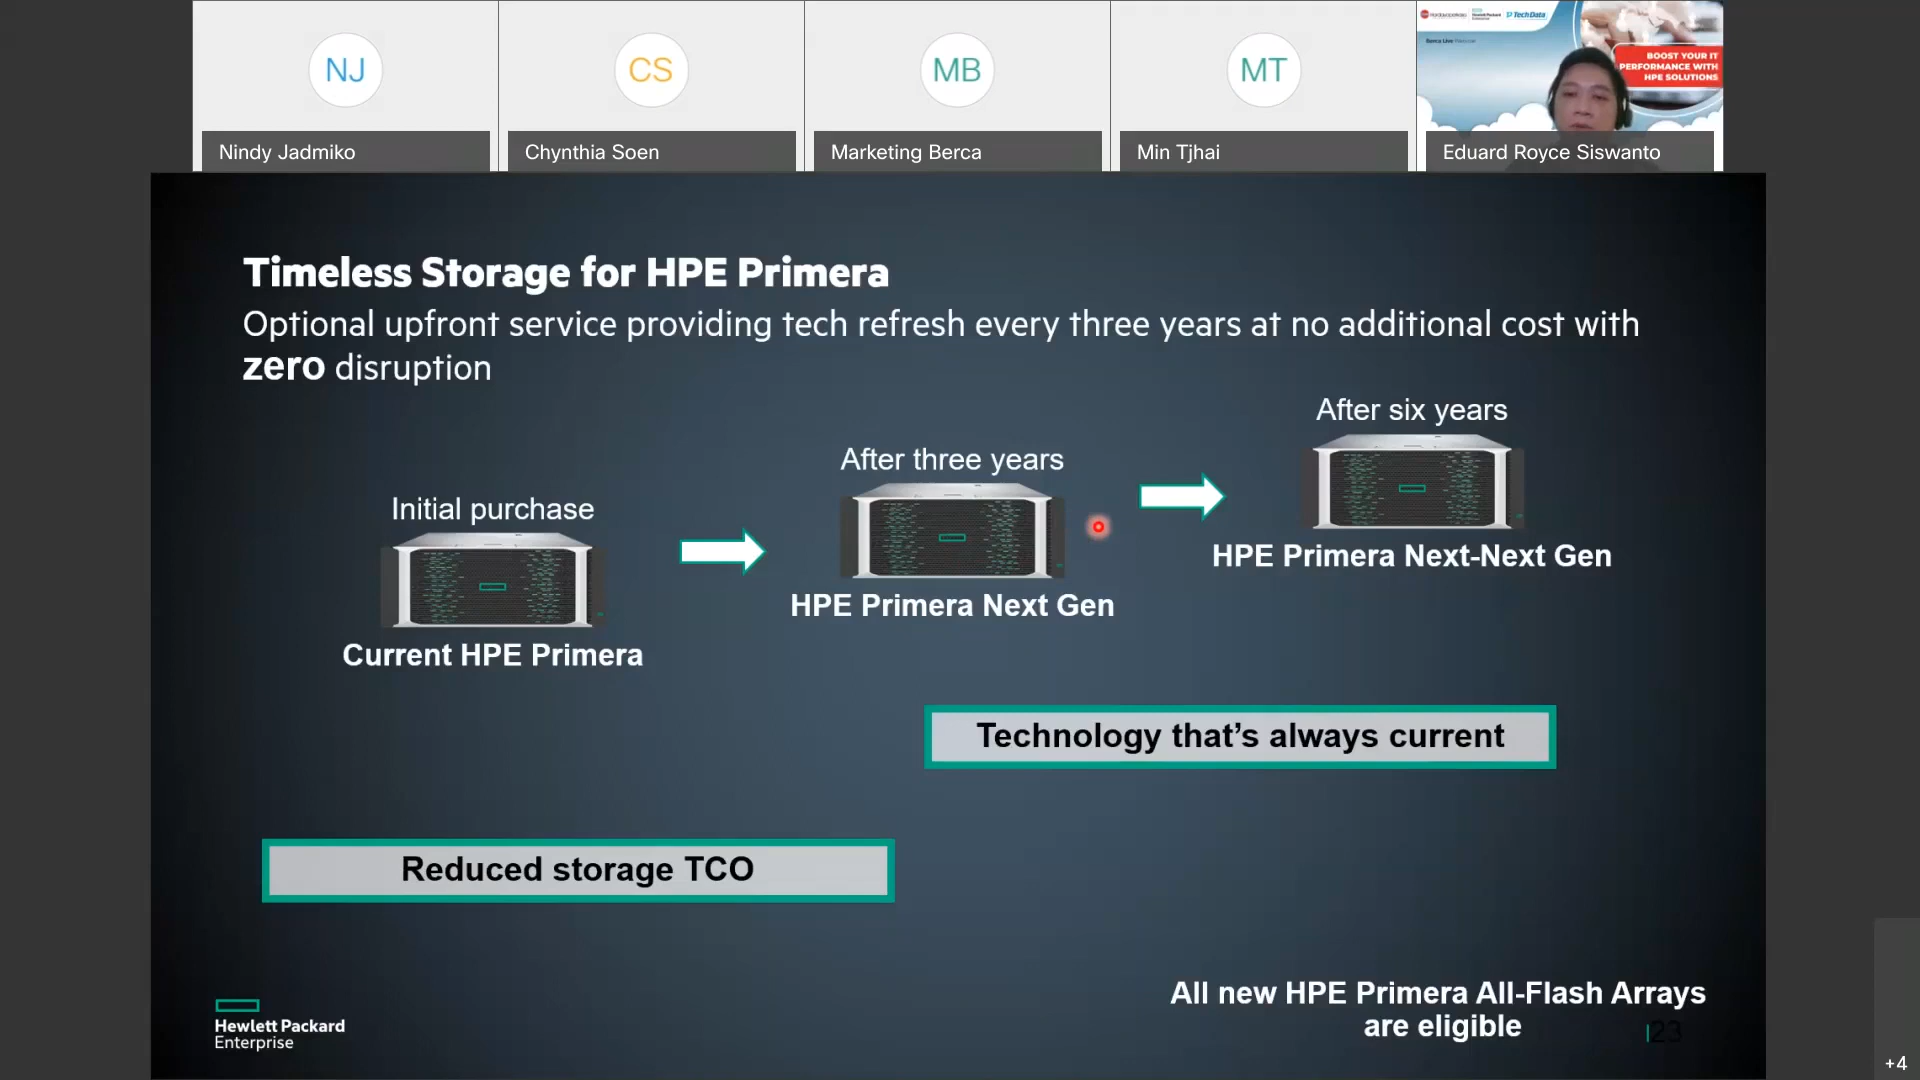 NJ
CS
MB
MT
Tech Data
BOOST YOUR IT
PERFORMANCE WITH
HPE SOLUTIONS
Nindy Jadmiko
Chynthia Soen
Marketing Berca
Min Tjhai
Eduard Royce Siswanto
Timeless Storage for HPE Primera
Optional upfront service providing tech refresh every three years at no additional cost with
zero disruption
Initial purchase
Current HPE Primera
After three years
HPE Primera Next Gen
After six years
HPE Primera Next-Next Gen
Technology that's always current
Reduced storage TCO
Hewlett Packard
Enterprise
All new HPE Primera All-Flash Arrays
are eligible
23
+4